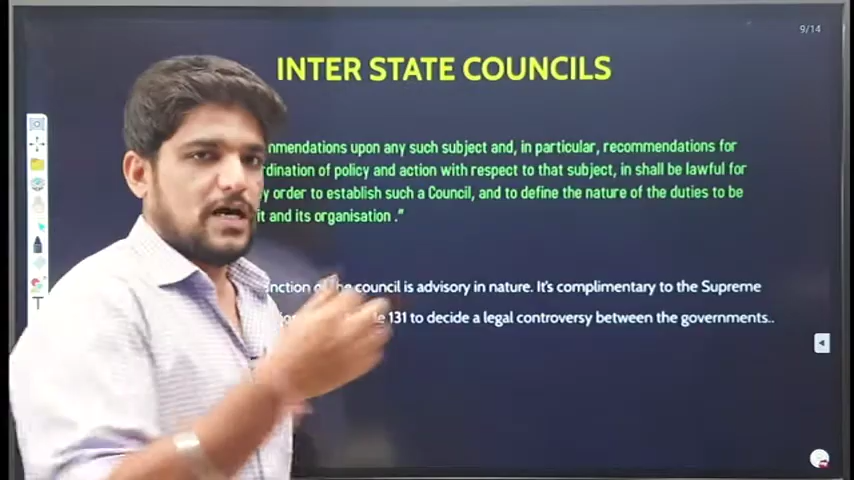 9/14
INTER STATE COUNCILS
mmendations upon any such subject and, in particular, recommendations for
rdination of policy and action with respect to that subject, in shall be lawful for
y order to establish such a Council, and to define the nature of the duties to be
it and its organisation ."
nction of the council is advisory in nature. It's complimentary to the Supreme
131 to decide a legal controversy between the governments..
T